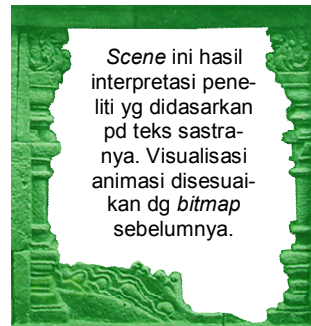 Scene ini hasil
interpretasi pene-
liti yg didasarkan
pd teks sastra-
nya. Visualisasi
animasi disesuai-
kan dg bitmap
sebelumnya.